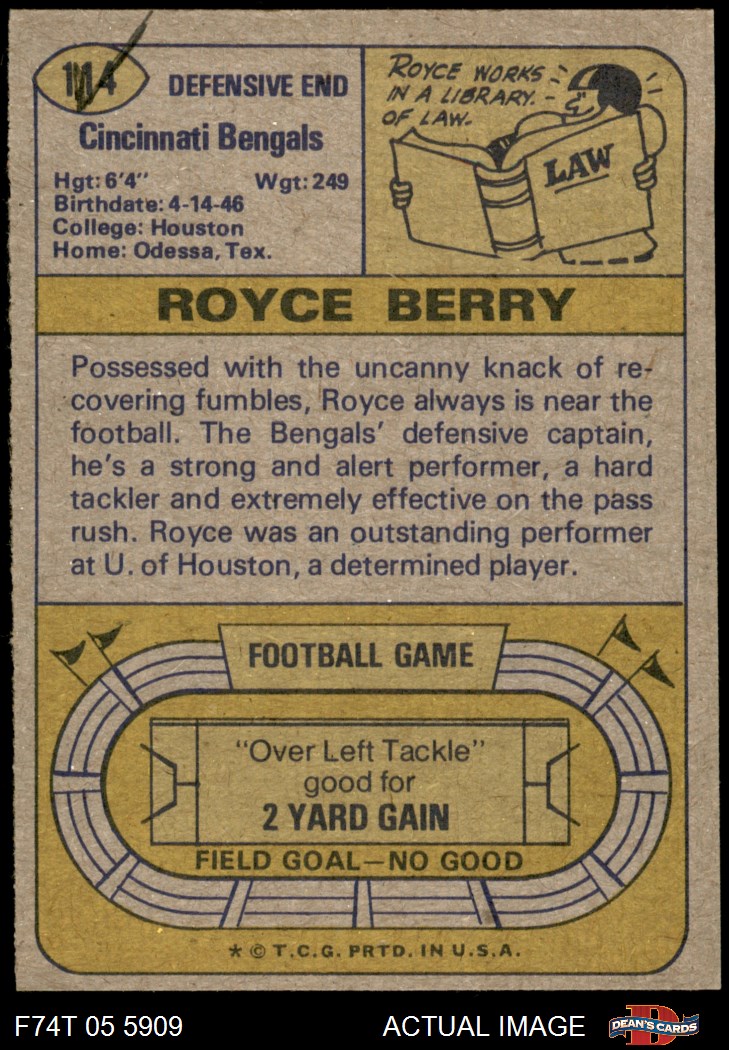 114
DEFENSIVE END
Cincinnati Bengals
Hgt: 6'4" Wgt: 249
Birthdate: 4-14-46
College: Houston
Home: Odessa, Tex.
ROYCE WORKS
IN A LIBRARY
OF LAW.
LAW
ROYCE BERRY
Possessed with the uncanny knack of re-
covering fumbles, Royce always is near the
football. The Bengals' defensive captain,
he's a strong and alert performer, a hard
tackler and extremely effective on the pass
rush. Royce was an outstanding performer
at U. of Houston, a determined player.
FOOTBALL GAME
"Over Left Tackle"
good for
2 YARD GAIN
FIELD GOAL—NO GOOD
* © T.C.G. PRTD. IN U.S.A.
F74T 05 5909
ACTUAL IMAGE
D
DEAN'S CARDS